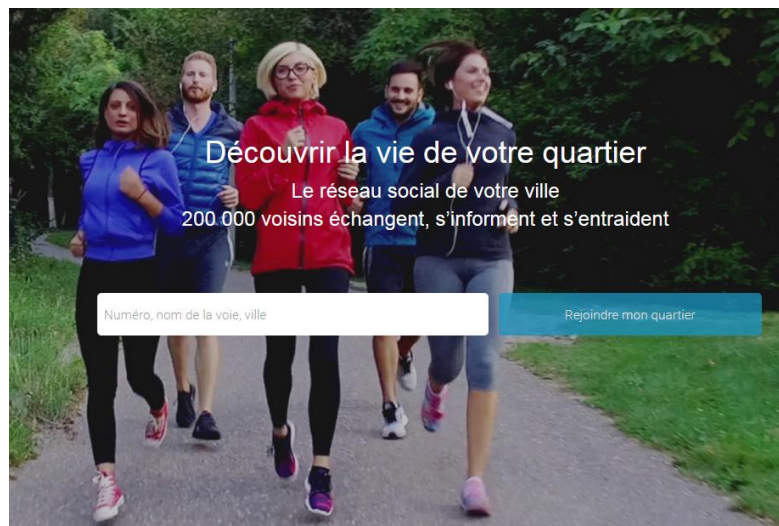 Découvrir la vie de votre quartier
Le réseau social de votre ville
200 000 voisins échangent, s'informent et s'entraident
Numéro, nom de la voie, ville
Rejoindre mon quartier